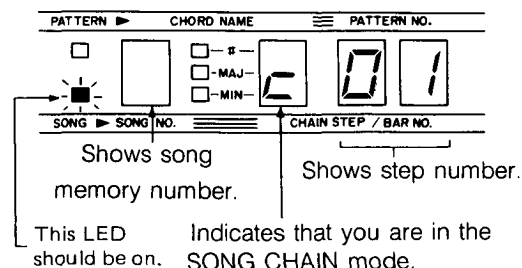 PATTERN ▶ CHORD NAME PATTERN NO.
#
MAJ
MIN
c 01
SONG ▶ SONG NO. CHAIN STEP / BAR NO.
Shows song
memory number.
Shows step number.
This LED
should be on.
Indicates that you are in the
SONG CHAIN mode.